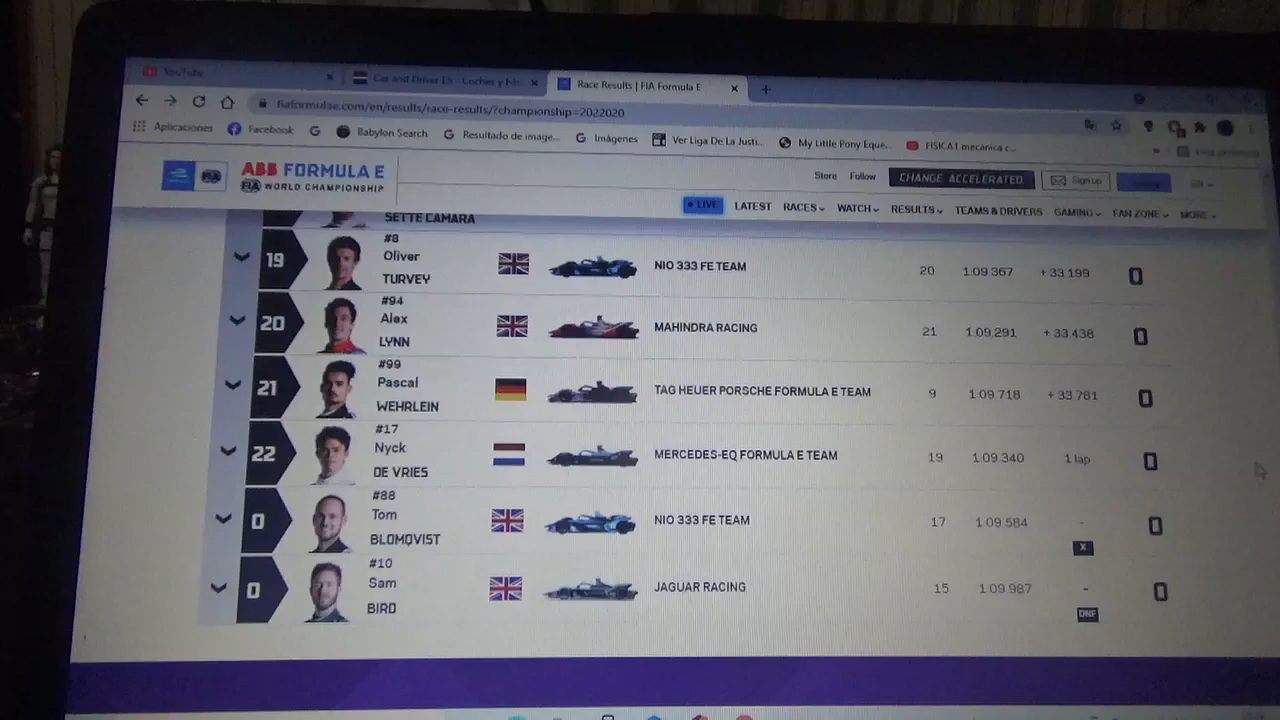 YouTube
Car and Driver ES - Coches y F
Race Results | FIA Formula E
fiaformulae.com/en/results/race-results/?championship=2022020
Aplicaciones
Facebook
Babylon Search
Resultado de image...
Imágenes
Ver Liga De La Justi...
My Little Pony Eque...
FISICA1 mecanica c...
ABB FORMULA E
FIA WORLD CHAMPIONSHIP
Store
Follow
CHANGE. ACCELERATED.
Sign up
LIVE
LATEST
RACES
WATCH
RESULTS
TEAMS & DRIVERS
GAMING
FAN ZONE
MORE
SETTE CAMARA
19 #8 Oliver TURVEY NIO 333 FE TEAM 20 1:09.367 + 33.199 0
20 #94 Alex LYNN MAHINDRA RACING 21 1:09.291 + 33.438 0
21 #99 Pascal WEHRLEIN TAG HEUER PORSCHE FORMULA E TEAM 9 1:09.718 + 33.781 0
22 #17 Nyck DE VRIES MERCEDES-EQ FORMULA E TEAM 19 1:09.340 1 lap 0
0 #88 Tom BLOMQVIST NIO 333 FE TEAM 17 1:09.584 - X 0
0 #10 Sam BIRD JAGUAR RACING 15 1:09.987 - DNF 0